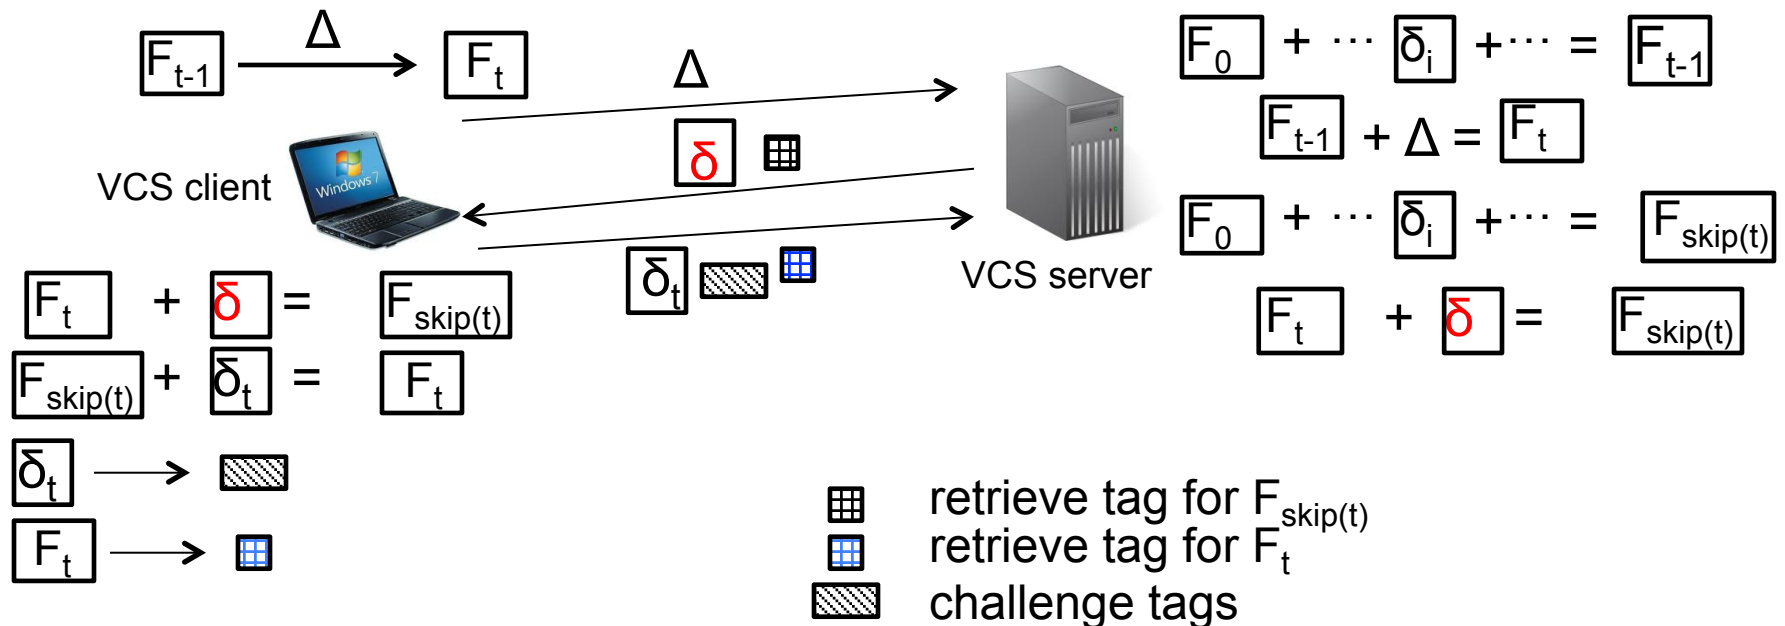 F_{t-1} Δ F_t
Δ
F_0 + ··· δ_i +··· = F_{t-1}
F_{t-1} + Δ = F_t
δ
VCS client
Windows 7
F_0 + ··· δ_i +··· = F_{skip(t)}
δ_t
VCS server
F_t + δ = F_{skip(t)}
F_t + δ = F_{skip(t)}
F_{skip(t)} + δ_t = F_t
δ_t
F_t
retrieve tag for F_{skip(t)}
retrieve tag for F_t
challenge tags